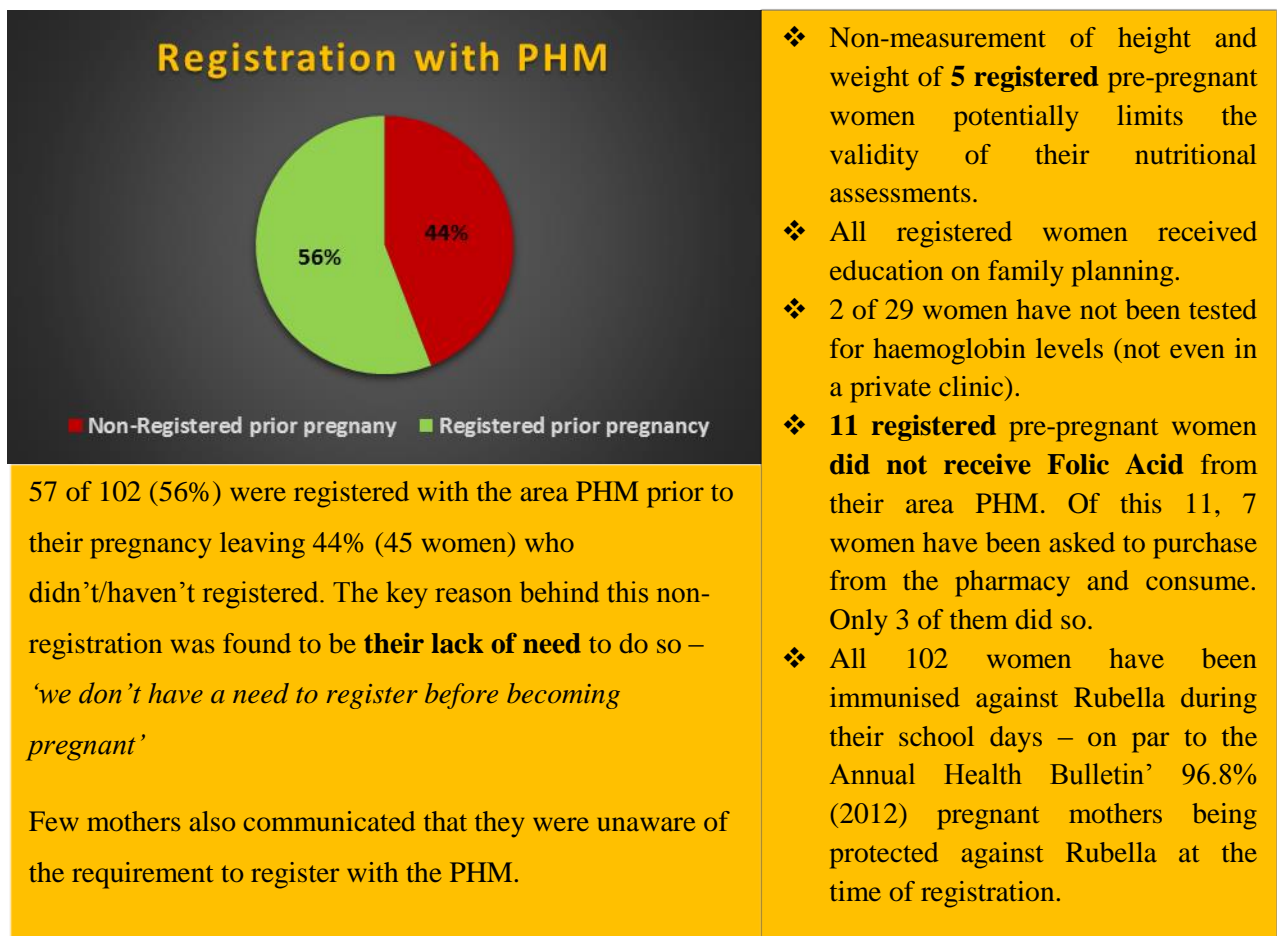 Registration with PHM
44%
56%
Non-Registered prior pregnany Registered prior pregnancy
57 of 102 (56%) were registered with the area PHM prior to
their pregnancy leaving 44% (45 women) who
didn’t/haven’t registered. The key reason behind this non-
registration was found to be their lack of need to do so –
‘we don’t have a need to register before becoming
pregnant’
Few mothers also communicated that they were unaware of
the requirement to register with the PHM.
❖ Non-measurement of height and
weight of 5 registered pre-pregnant
women potentially limits the
validity of their nutritional
assessments.
❖ All registered women received
education on family planning.
❖ 2 of 29 women have not been tested
for haemoglobin levels (not even in
a private clinic).
❖ 11 registered pre-pregnant women
did not receive Folic Acid from
their area PHM. Of this 11, 7
women have been asked to purchase
from the pharmacy and consume.
Only 3 of them did so.
❖ All 102 women have been
immunised against Rubella during
their school days – on par to the
Annual Health Bulletin’ 96.8%
(2012) pregnant mothers being
protected against Rubella at the
time of registration.